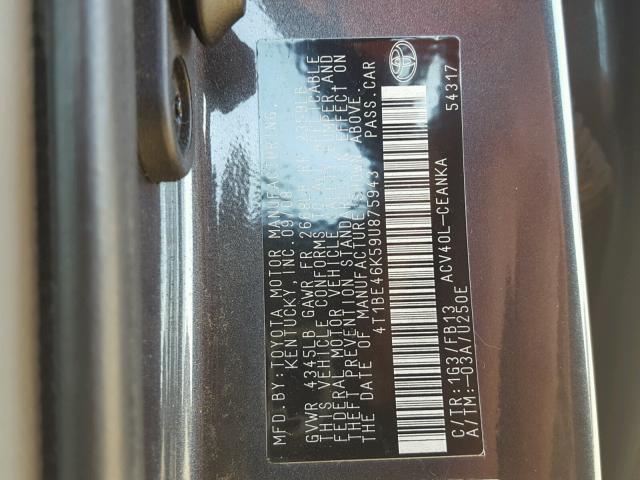 MFD.BY:TOYOTA MOTOR MANUFACTURING,
KENTUCKY, INC. 09/08
GVWR 4345LB GAWR FR RR
THIS VEHICLE CONFORMS TO ALL APPLICABLE
FEDERAL MOTOR VEHICLE SAFETY, BUMPER, AND
THEFT PREVENTION STANDARDS IN EFFECT ON
THE DATE OF MANUFACTURE SHOWN ABOVE.
4T1BE46K59U875943 PASS.CAR
C/TR:1G3/FB13 ACV40L-CEANKA
A/TM:-03A/U250E 54317